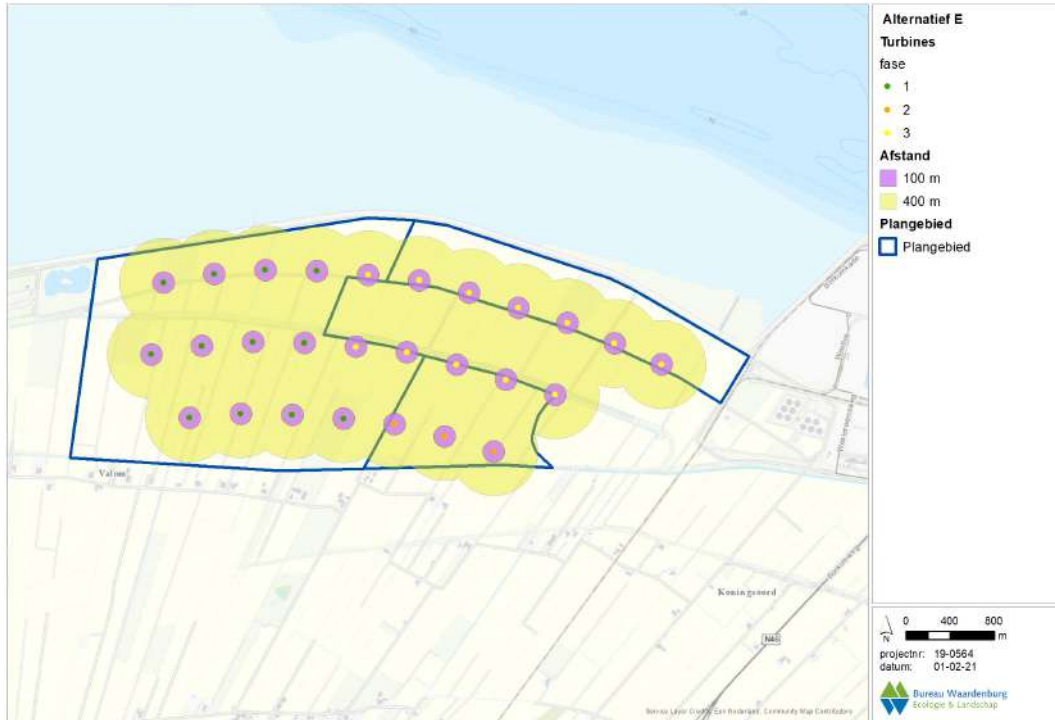 Alternatief E
Turbines
fase
1
2
3
Afstand
100 m
400 m
Plangebied
Plangebied
Valom
Koningsoord
N46
N
0 400 800
m
projectnr: 19-0564
datum: 01-02-21
Bureau Waardenburg
Ecologie & Landschap